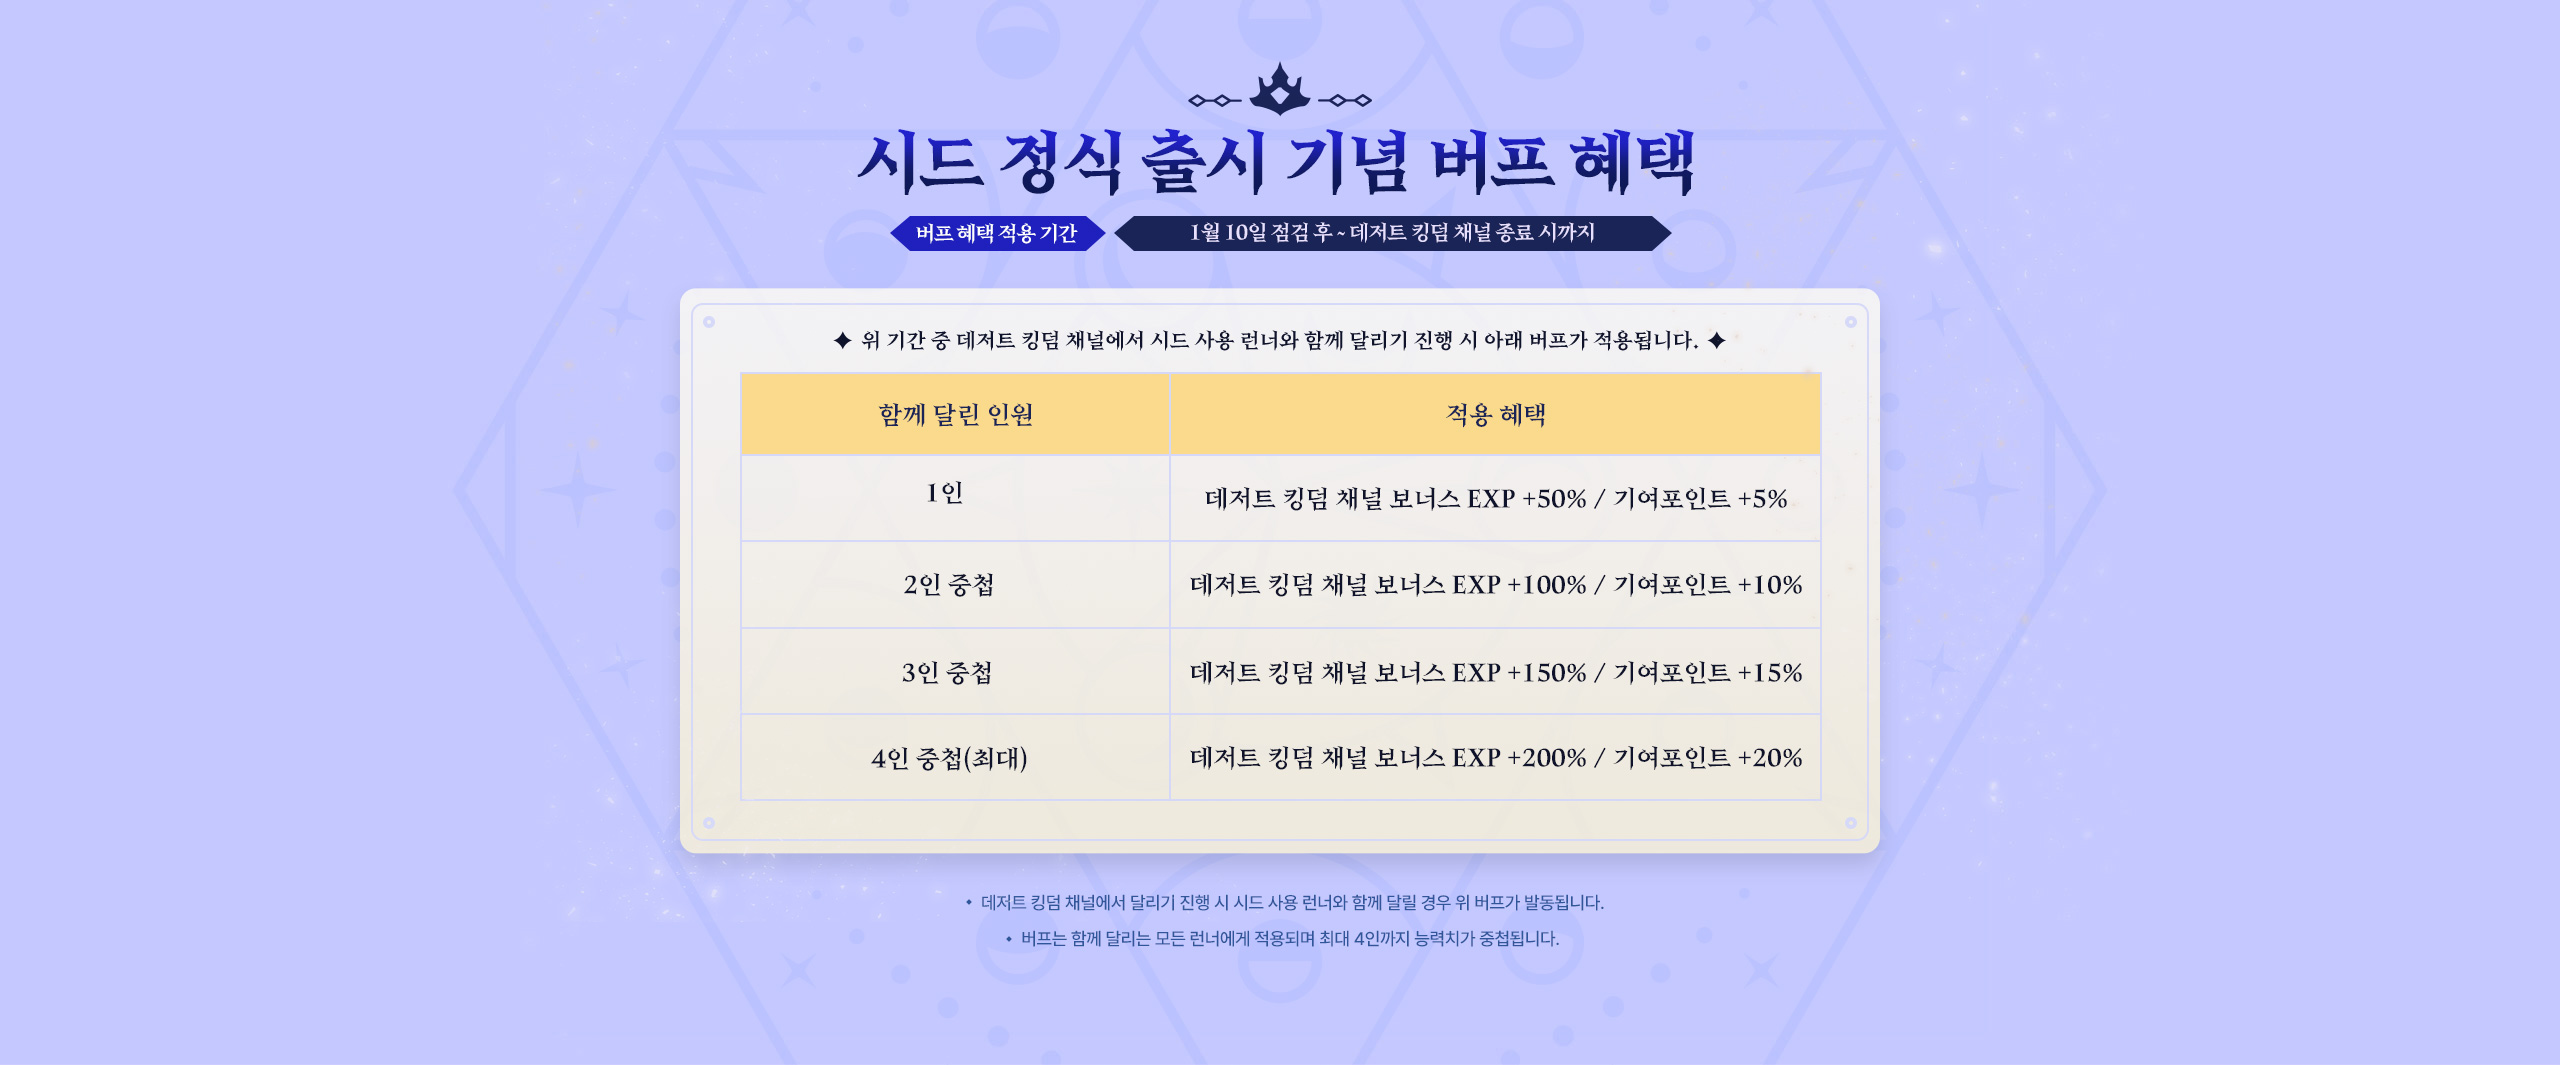 시드 정식 출시 기념 버프 혜택
버프 혜택 적용 기간
1월 10일 점검 후 ~ 데저트 킹덤 채널 종료 시까지
위 기간 중 데저트 킹덤 채널에서 시드 사용 런너와 함께 달리기 진행 시 아래 버프가 적용됩니다.
함께 달린 인원
적용 혜택
1인
데저트 킹덤 채널 보너스 EXP +50% / 기여포인트 +5%
2인 중첩
데저트 킹덤 채널 보너스 EXP +100% / 기여포인트 +10%
3인 중첩
데저트 킹덤 채널 보너스 EXP +150% / 기여포인트 +15%
4인 중첩(최대)
데저트 킹덤 채널 보너스 EXP +200% / 기여포인트 +20%
• 데저트 킹덤 채널에서 달리기 진행 시 시드 사용 런너와 함께 달릴 경우 위 버프가 발동됩니다.
• 버프는 함께 달리는 모든 런너에게 적용되며 최대 4인까지 능력치가 중첩됩니다.